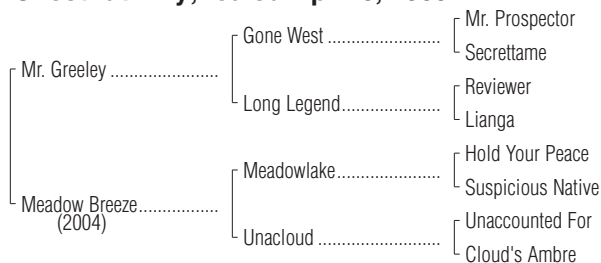 Mr. Prospector
Gone West
Secrettame
Mr. Greeley
Reviewer
Long Legend
Lianga
Hold Your Peace
Meadowlake
Suspicious Native
Meadow Breeze
(2004)
Unaccounted For
Unacloud
Cloud's Ambre